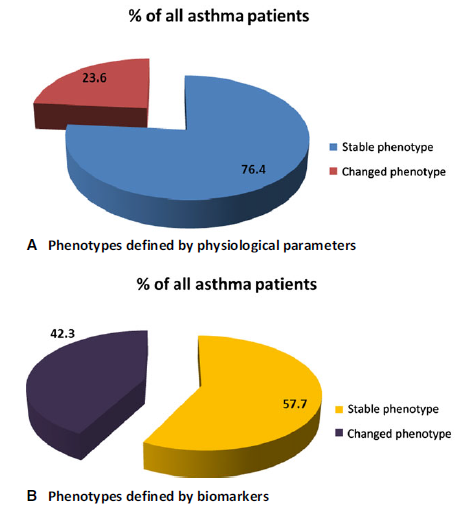 % of all asthma patients
23.6
76.4
Stable phenotype
Changed phenotype
A Phenotypes defined by physiological parameters
% of all asthma patients
42.3
57.7
Stable phenotype
Changed phenotype
B Phenotypes defined by biomarkers